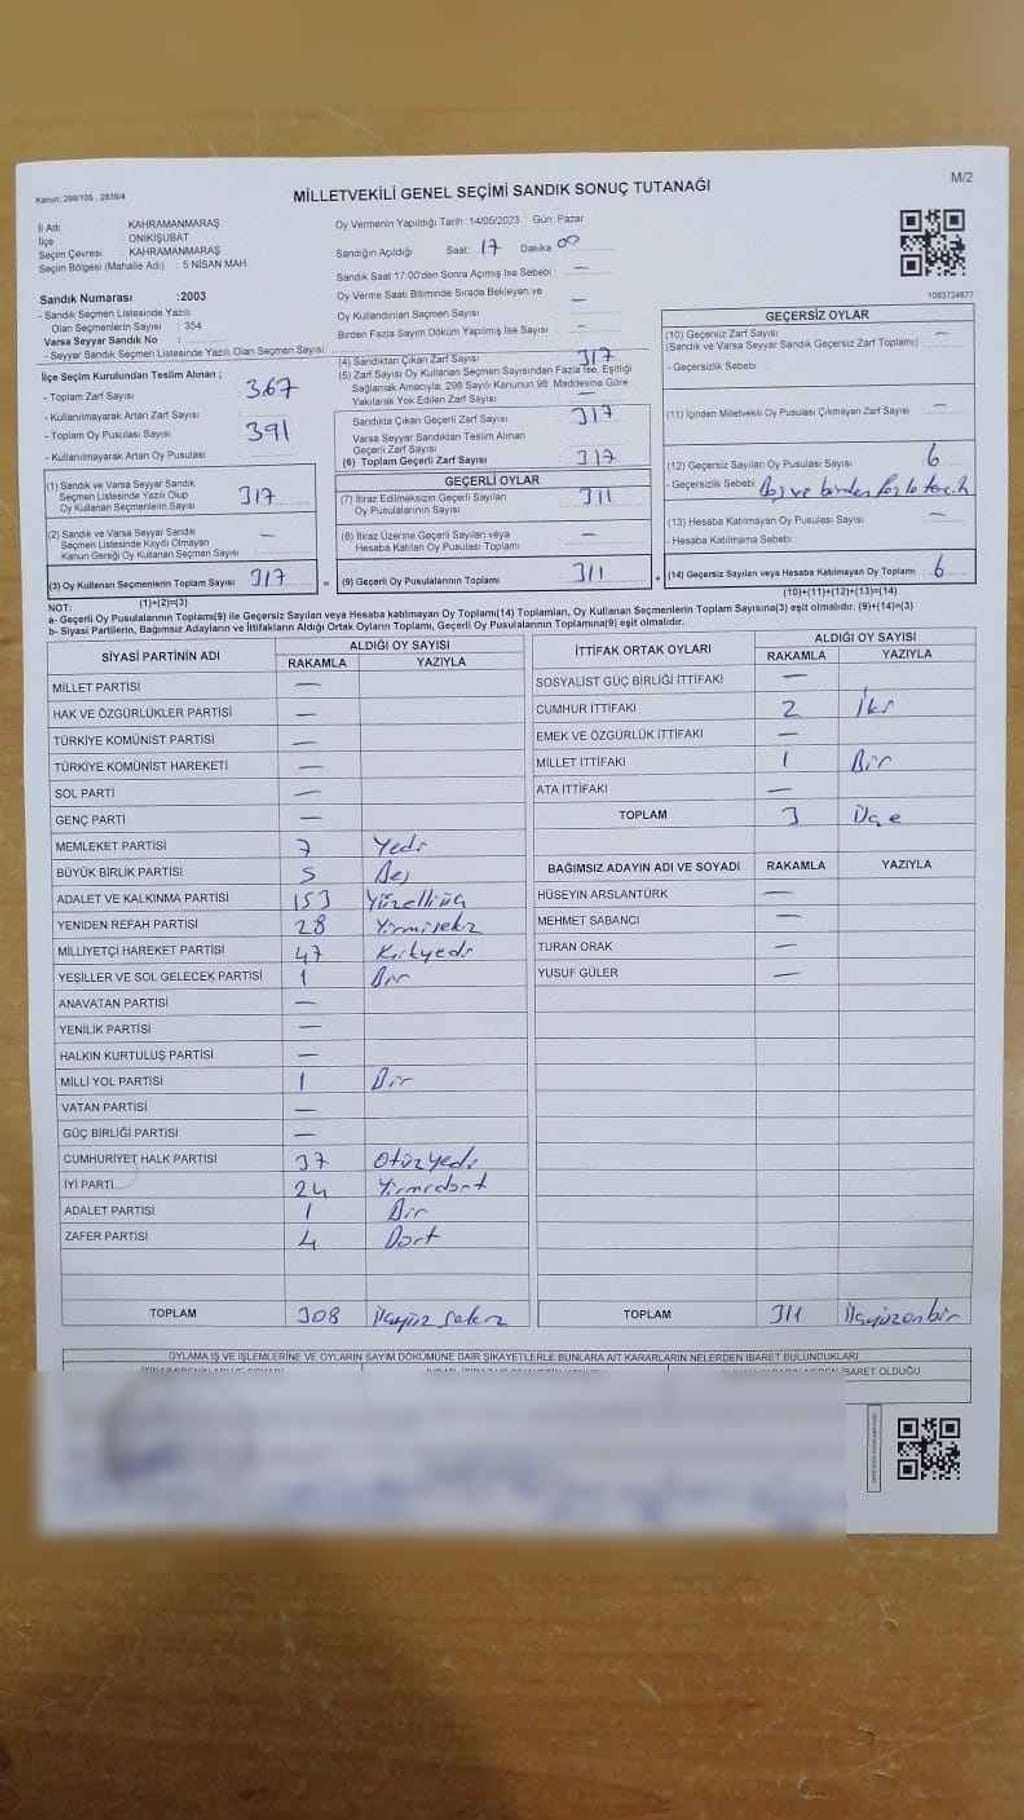 Kanun: 298/105 , 2839/4
MİLLETVEKİLİ GENEL SEÇİMİ SANDIK SONUÇ TUTANAĞI
M/2
İl Adı KAHRAMANMARAŞ
İlçe ONİKİŞUBAT
Seçim Çevresi KAHRAMANMARAŞ
Seçim Bölgesi (Mahalle Adı) : 5 NİSAN MAH
Sandık Numarası :2003
- Sandık Seçmen Listesinde Yazılı
Olan Seçmenlerin Sayısı : 354
Varsa Seyyar Sandık No :
- Seyyar Sandık Seçmen Listesinde Yazılı Olan Seçmen Sayısı
İlçe Seçim Kurulundan Teslim Alınan ;
- Toplam Zarf Sayısı 367
- Kullanılmayarak Artan Zarf Sayısı
- Toplam Oy Pusulası Sayısı 391
- Kullanılmayarak Artan Oy Pusulası
(1) Sandık ve Varsa Seyyar Sandık
Seçmen Listesinde Yazılı Olup
Oy Kullanan Seçmenlerin Sayısı 317
(2) Sandık ve Varsa Seyyar Sandık
Seçmen Listesinde Kaydı Olmayan
Kanun Gereği Oy Kullanan Seçmen Sayısı —
(3) Oy Kullanan Seçmenlerin Toplam Sayısı 317
(1)+(2)=(3)
Oy Vermenin Yapıldığı Tarih :14/05/2023 Gün: Pazar
Sandığın Açıldığı Saat: 17 Dakika 00
Sandık Saat 17:00'den Sonra Açılmış İse Sebebi : —
Oy Verme Saati Bitiminde Sırada Bekleyen ve
Oy Kullandırılan Seçmen Sayısı —
Birden Fazla Sayım Döküm Yapılmış İse Sayısı —
(4) Sandıktan Çıkan Zarf Sayısı 317
(5) Zarf Sayısı Oy Kullanan Seçmen Sayısından Fazla İse, Eşitliği
Sağlamak Amacıyla, 298 Sayılı Kanunun 98. Maddesine Göre
Yakılarak Yok Edilen Zarf Sayısı —
Sandıkta Çıkan Geçerli Zarf Sayısı 317
Varsa Seyyar Sandıktan Teslim Alınan
Geçerli Zarf Sayısı
(6) Toplam Geçerli Zarf Sayısı 317
GEÇERLİ OYLAR
(7) İtiraz Edilmeksizin Geçerli Sayılan
Oy Pusulalarının Sayısı 311
(8) İtiraz Üzerine Geçerli Sayılan veya
Hesaba Katılan Oy Pusulası Toplamı —
= (9) Geçerli Oy Pusulalarının Toplamı 311
1063734677
GEÇERSİZ OYLAR
(10) Geçersiz Zarf Sayısı —
(Sandık ve Varsa Seyyar Sandık Geçersiz Zarf Toplamı)
- Geçersizlik Sebebi
(11) İçinden Milletvekili Oy Pusulası Çıkmayan Zarf Sayısı —
(12) Geçersiz Sayılan Oy Pusulası Sayısı 6
- Geçersizlik Sebebi Boş ve birden fazla tercih
(13) Hesaba Katılmayan Oy Pusulası Sayısı —
- Hesaba Katılmama Sebebi
+ (14) Geçersiz Sayılan veya Hesaba Katılmayan Oy Toplamı 6
(10)+(11)+(12)+(13)=(14)
NOT:
a- Geçerli Oy Pusulalarının Toplamı(9) ile Geçersiz Sayılan veya Hesaba katılmayan Oy Toplamı(14) Toplamları, Oy Kullanan Seçmenlerin Toplam Sayısına(3) eşit olmalıdır. (9)+(14)=(3)
b- Siyasi Partilerin, Bağımsız Adayların ve İttifakların Aldığı Ortak Oyların Toplamı, Geçerli Oy Pusulalarının Toplamına(9) eşit olmalıdır.
SİYASİ PARTİNİN ADI ALDIĞI OY SAYISI
RAKAMLA YAZIYLA
MİLLET PARTİSİ —
HAK VE ÖZGÜRLÜKLER PARTİSİ —
TÜRKİYE KOMÜNİST PARTİSİ —
TÜRKİYE KOMÜNİST HAREKETİ —
SOL PARTİ —
GENÇ PARTİ —
MEMLEKET PARTİSİ 7 Yedi
BÜYÜK BİRLİK PARTİSİ 5 Beş
ADALET VE KALKINMA PARTİSİ 153 Yüzelliüç
YENİDEN REFAH PARTİSİ 28 Yirmisekiz
MİLLİYETÇİ HAREKET PARTİSİ 47 Kırkyedi
YEŞİLLER VE SOL GELECEK PARTİSİ 1 Bir
ANAVATAN PARTİSİ —
YENİLİK PARTİSİ —
HALKIN KURTULUŞ PARTİSİ —
MİLLİ YOL PARTİSİ 1 Bir
VATAN PARTİSİ —
GÜÇ BİRLİĞİ PARTİSİ —
CUMHURİYET HALK PARTİSİ 37 Otuzyedi
İYİ PARTİ 24 Yirmidört
ADALET PARTİSİ 1 Bir
ZAFER PARTİSİ 4 Dört
TOPLAM 308 üçyüz sekiz
İTTİFAK ORTAK OYLARI ALDIĞI OY SAYISI
RAKAMLA YAZIYLA
SOSYALİST GÜÇ BİRLİĞİ İTTİFAKI —
CUMHUR İTTİFAKI 2 İki
EMEK VE ÖZGÜRLÜK İTTİFAKI —
MİLLET İTTİFAKI 1 Bir
ATA İTTİFAKI —
TOPLAM 3 Üç
BAĞIMSIZ ADAYIN ADI VE SOYADI RAKAMLA YAZIYLA
HÜSEYİN ARSLANTÜRK —
MEHMET SABANCI —
TURAN ORAK —
YUSUF GÜLER —
TOPLAM 311 üçyüzonbir
OYLAMA İŞ VE İŞLEMLERİNE VE OYLARIN SAYIM DÖKÜMÜNE DAİR ŞİKAYETLERLE BUNLARA AİT KARARLARIN NELERDEN İBARET BULUNDUKLARI
İBARET OLDUĞU